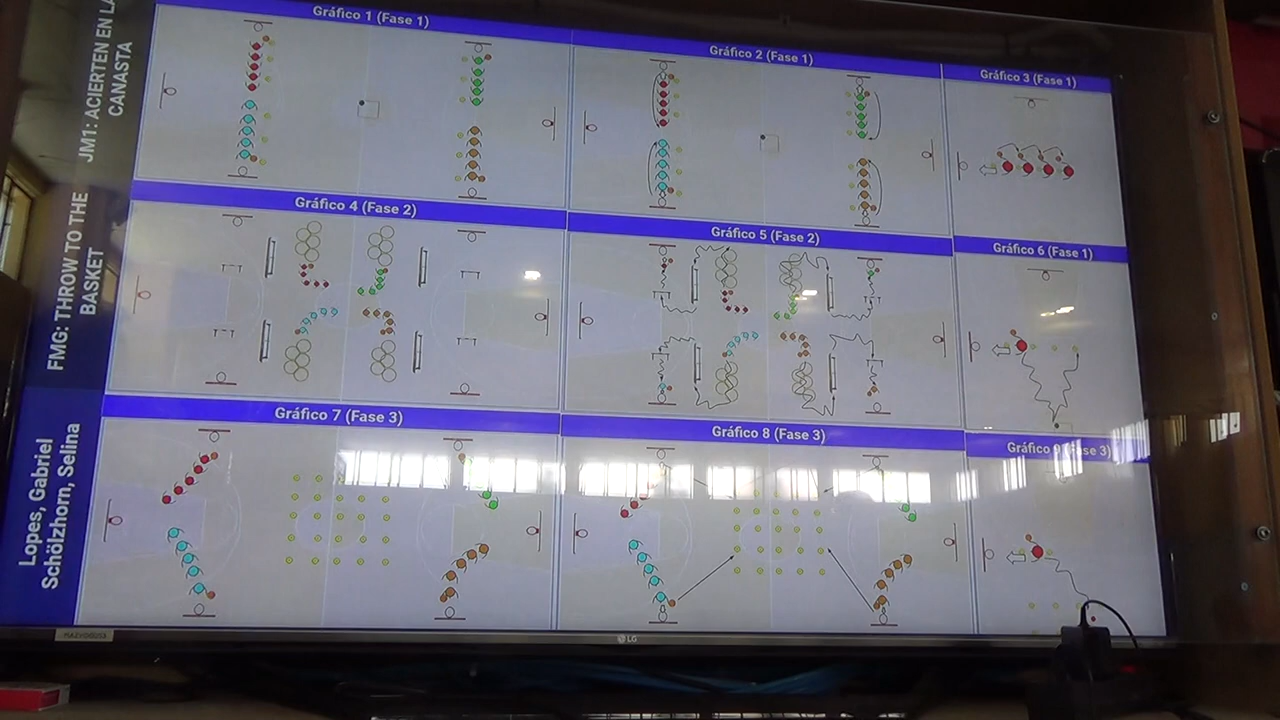 JM1: ACIERTEN EN LA
CANASTA
FMG: THROW TO THE
BASKET
Lopes, Gabriel
Schölzhorn, Selina
Gráfico 1 (Fase 1)
Gráfico 2 (Fase 1)
Gráfico 3 (Fase 1)
Gráfico 4 (Fase 2)
Gráfico 5 (Fase 2)
Gráfico 6 (Fase 1)
Gráfico 7 (Fase 3)
Gráfico 8 (Fase 3)
Gráfico 9 (Fase 3)
LG